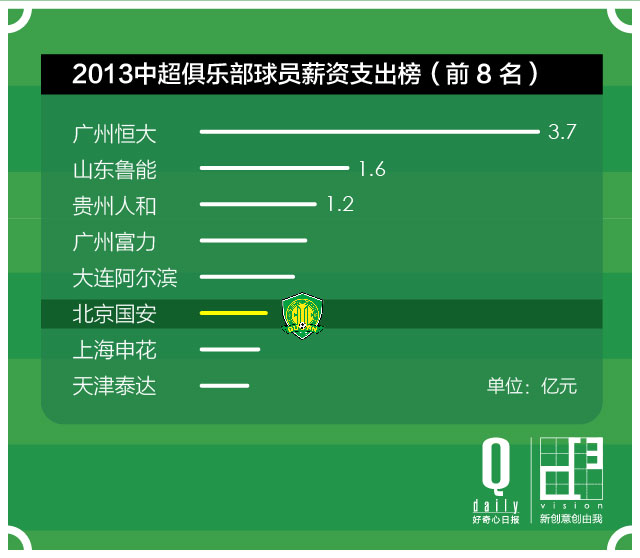 2013中超俱乐部球员薪资支出榜（前8名）
广州恒大 3.7
山东鲁能 1.6
贵州人和 1.2
广州富力
大连阿尔滨
北京国安
上海申花
天津泰达 单位：亿元
Q
daily
好奇心日报
d3
vision
新创意创由我